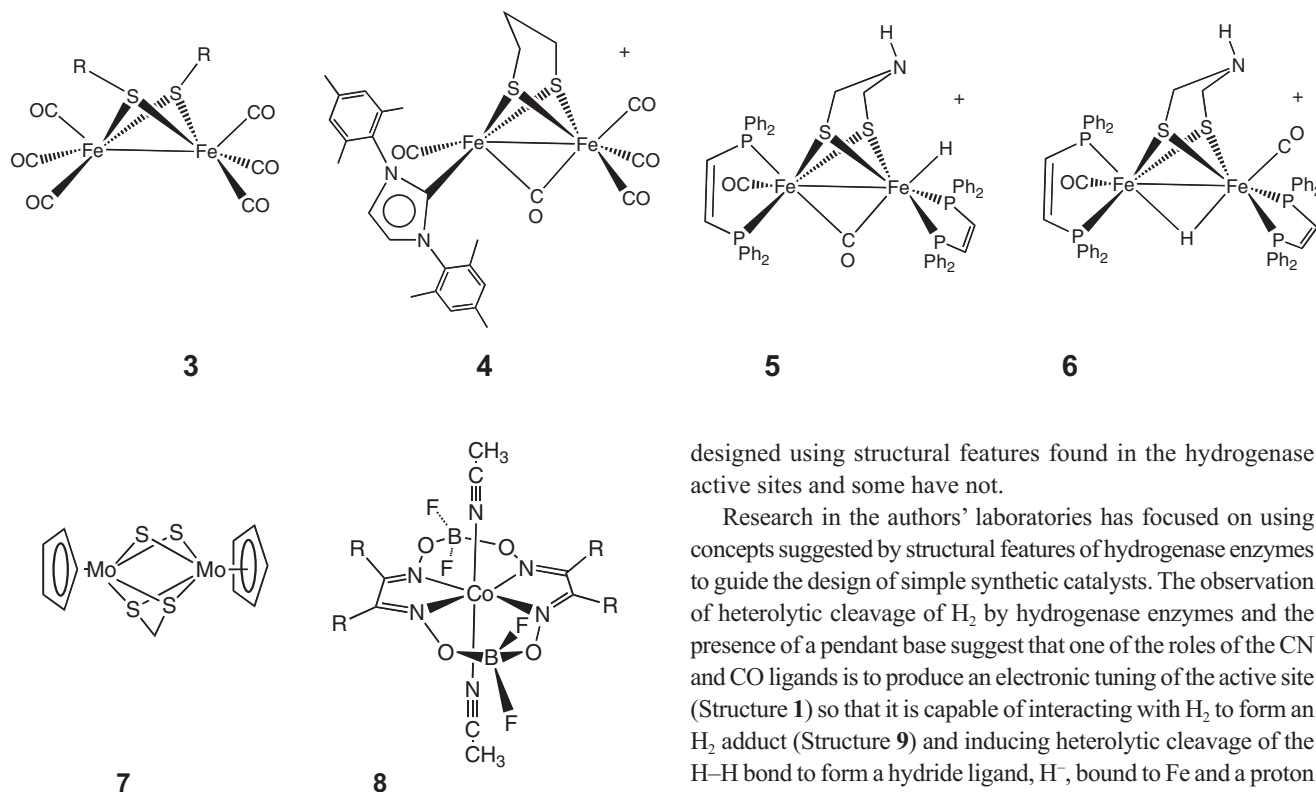 R R
S S
OC CO
OC Fe Fe CO
OC CO
3
+
S S
CO
OC Fe Fe CO
N C CO
O
N
4
H
N
+
Ph2
P S S H
OC Fe Fe Ph2
P
P C P
Ph2 O Ph2
5
H
N
+
Ph2 C O
P S S
OC Fe Fe Ph2
P
P H P
Ph2 Ph2
6
S S
Mo Mo
S S
7
CH3
C
F N
B
R O F O R
N N
Co
R N N R
O F O
B
N F
C
CH3
8
designed using structural features found in the hydrogenase
active sites and some have not.
Research in the authors’ laboratories has focused on using
concepts suggested by structural features of hydrogenase enzymes
to guide the design of simple synthetic catalysts. The observation
of heterolytic cleavage of H2 by hydrogenase enzymes and the
presence of a pendant base suggest that one of the roles of the CN
and CO ligands is to produce an electronic tuning of the active site
(Structure 1) so that it is capable of interacting with H2 to form an
H2 adduct (Structure 9) and inducing heterolytic cleavage of the
H–H bond to form a hydride ligand, H⁻, bound to Fe and a proton